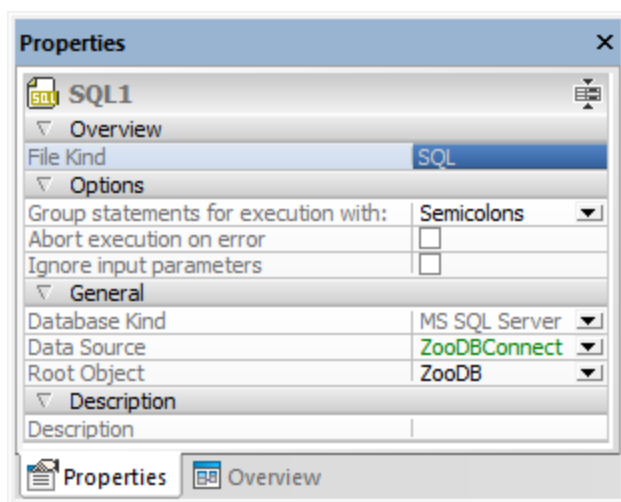 Properties
sql SQL1
Overview
File Kind SQL
Options
Group statements for execution with: Semicolons
Abort execution on error
Ignore input parameters
General
Database Kind MS SQL Server
Data Source ZooDBConnect
Root Object ZooDB
Description
Description
Properties Overview